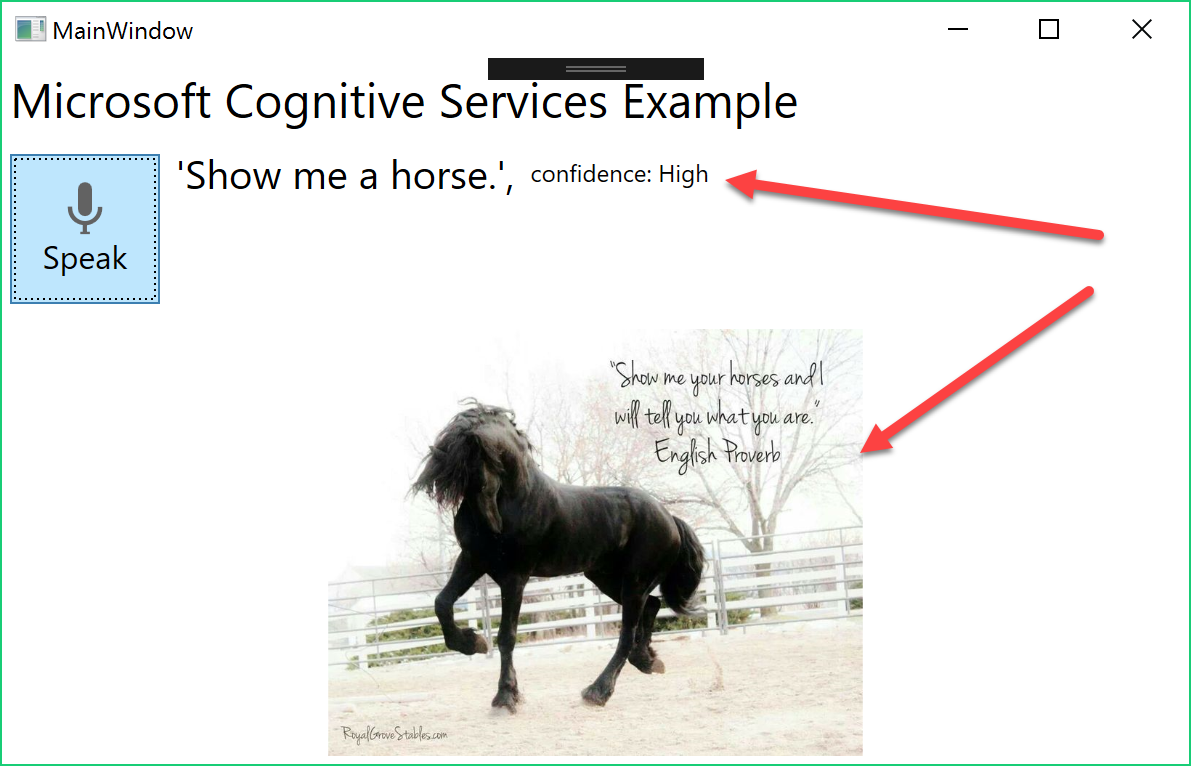 MainWindow
Microsoft Cognitive Services Example
'Show me a horse.', confidence: High
Speak
"Show me your horses and I
will tell you what you are."
English Proverb
RoyalGroveStables.com